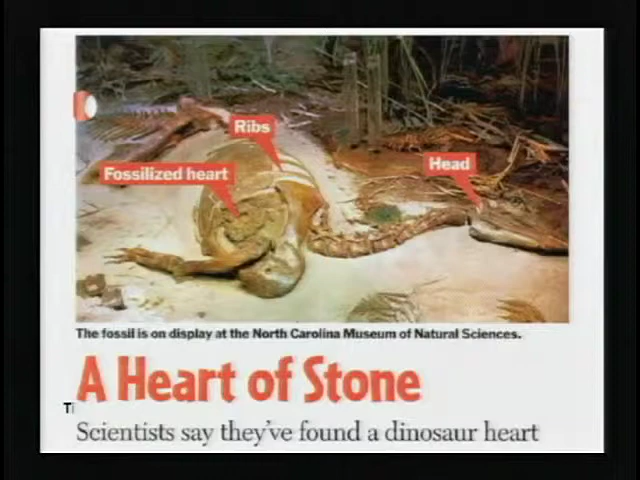 Ribs
Head
Fossilized heart
The fossil is on display at the North Carolina Museum of Natural Sciences.
A Heart of Stone
T
Scientists say they've found a dinosaur heart